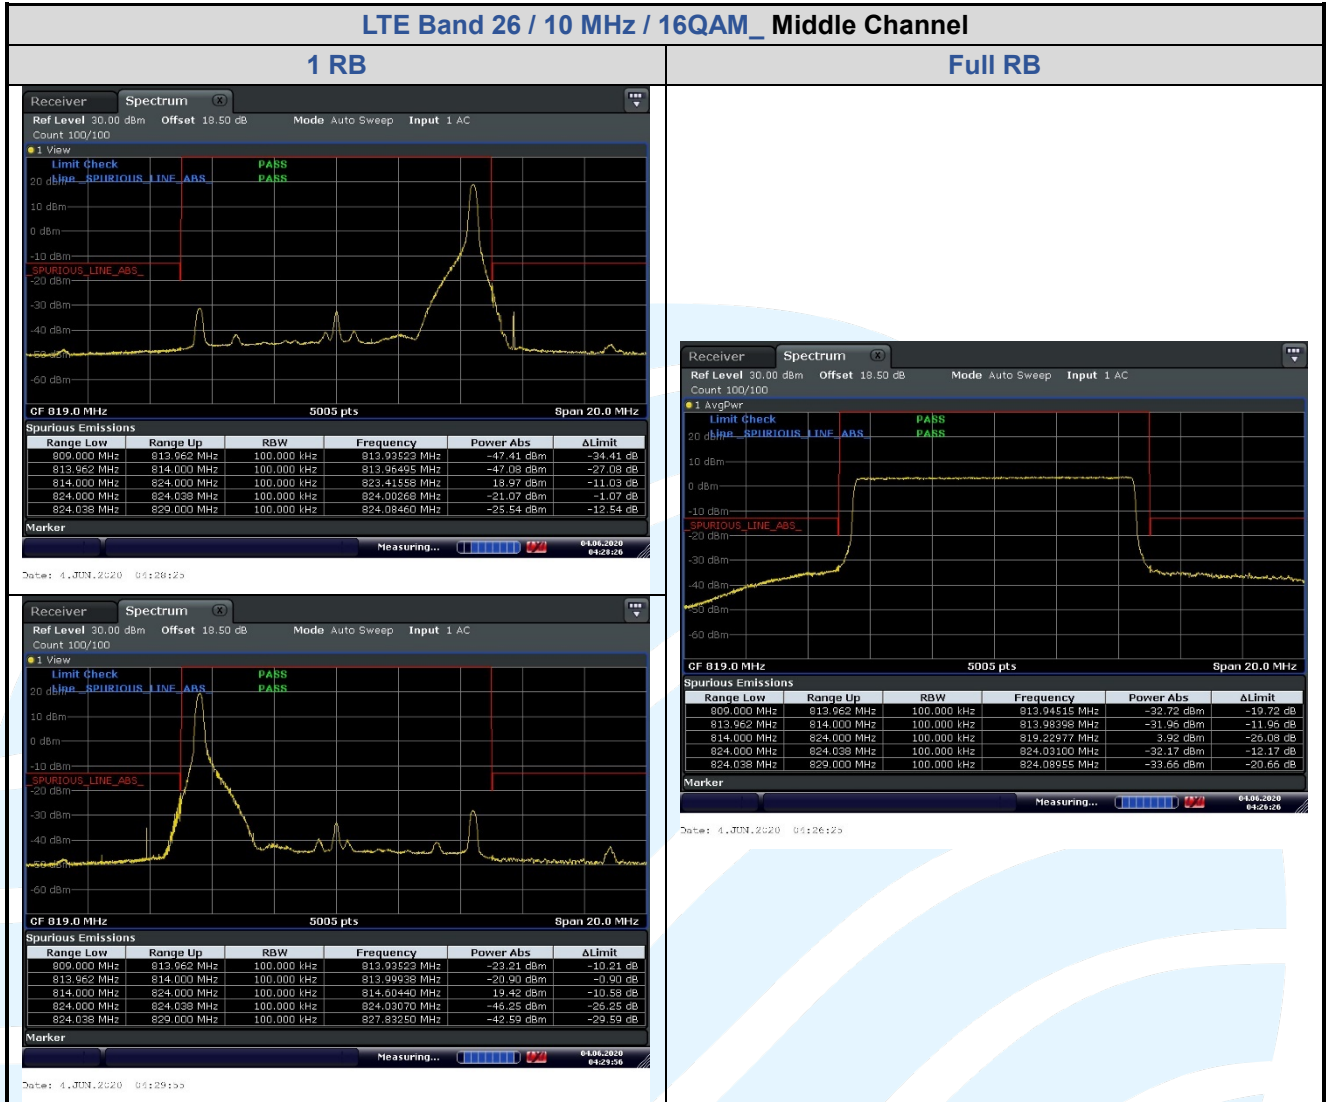 LTE Band 26 / 10 MHz / 16QAM_ Middle Channel
1 RB
Full RB
Receiver Spectrum
Ref Level 30.00 dBm Offset 18.50 dB Mode Auto Sweep Input 1 AC
Count 100/100
1 View
Limit Check PASS
Line _SPURIOUS_LINE_ABS_ PASS
20 dBm
10 dBm
0 dBm
-10 dBm
_SPURIOUS_LINE_ABS_
-20 dBm
-30 dBm
-40 dBm
-50 dBm
-60 dBm
CF 819.0 MHz 5005 pts Span 20.0 MHz
Spurious Emissions
Range Low Range Up RBW Frequency Power Abs ΔLimit
809.000 MHz 813.962 MHz 100.000 kHz 813.93523 MHz -47.41 dBm -34.41 dB
813.962 MHz 814.000 MHz 100.000 kHz 813.96495 MHz -47.08 dBm -27.08 dB
814.000 MHz 824.000 MHz 100.000 kHz 823.41558 MHz 18.97 dBm -11.03 dB
824.000 MHz 824.038 MHz 100.000 kHz 824.00268 MHz -21.07 dBm -1.07 dB
824.038 MHz 829.000 MHz 100.000 kHz 824.08460 MHz -25.54 dBm -12.54 dB
Marker
Measuring... 04.06.2020
04:28:26
Date: 4.JUN.2020 04:28:25
Receiver Spectrum
Ref Level 30.00 dBm Offset 18.50 dB Mode Auto Sweep Input 1 AC
Count 100/100
1 View
Limit Check PASS
Line _SPURIOUS_LINE_ABS_ PASS
20 dBm
10 dBm
0 dBm
-10 dBm
_SPURIOUS_LINE_ABS_
-20 dBm
-30 dBm
-40 dBm
-50 dBm
-60 dBm
CF 819.0 MHz 5005 pts Span 20.0 MHz
Spurious Emissions
Range Low Range Up RBW Frequency Power Abs ΔLimit
809.000 MHz 813.962 MHz 100.000 kHz 813.93523 MHz -23.21 dBm -10.21 dB
813.962 MHz 814.000 MHz 100.000 kHz 813.99938 MHz -20.90 dBm -0.90 dB
814.000 MHz 824.000 MHz 100.000 kHz 814.60440 MHz 19.42 dBm -10.58 dB
824.000 MHz 824.038 MHz 100.000 kHz 824.03070 MHz -46.25 dBm -26.25 dB
824.038 MHz 829.000 MHz 100.000 kHz 827.83250 MHz -42.59 dBm -29.59 dB
Marker
Measuring... 04.06.2020
04:29:56
Date: 4.JUN.2020 04:29:55
Receiver Spectrum
Ref Level 30.00 dBm Offset 18.50 dB Mode Auto Sweep Input 1 AC
Count 100/100
1 AvgPwr
Limit Check PASS
Line _SPURIOUS_LINE_ABS_ PASS
20 dBm
10 dBm
0 dBm
-10 dBm
_SPURIOUS_LINE_ABS_
-20 dBm
-30 dBm
-40 dBm
-50 dBm
-60 dBm
CF 819.0 MHz 5005 pts Span 20.0 MHz
Spurious Emissions
Range Low Range Up RBW Frequency Power Abs ΔLimit
809.000 MHz 813.962 MHz 100.000 kHz 813.94515 MHz -32.72 dBm -19.72 dB
813.962 MHz 814.000 MHz 100.000 kHz 813.98398 MHz -31.96 dBm -11.96 dB
814.000 MHz 824.000 MHz 100.000 kHz 819.22977 MHz 3.92 dBm -26.08 dB
824.000 MHz 824.038 MHz 100.000 kHz 824.03100 MHz -32.17 dBm -12.17 dB
824.038 MHz 829.000 MHz 100.000 kHz 824.08955 MHz -33.66 dBm -20.66 dB
Marker
Measuring... 04.06.2020
04:26:26
Date: 4.JUN.2020 04:26:25